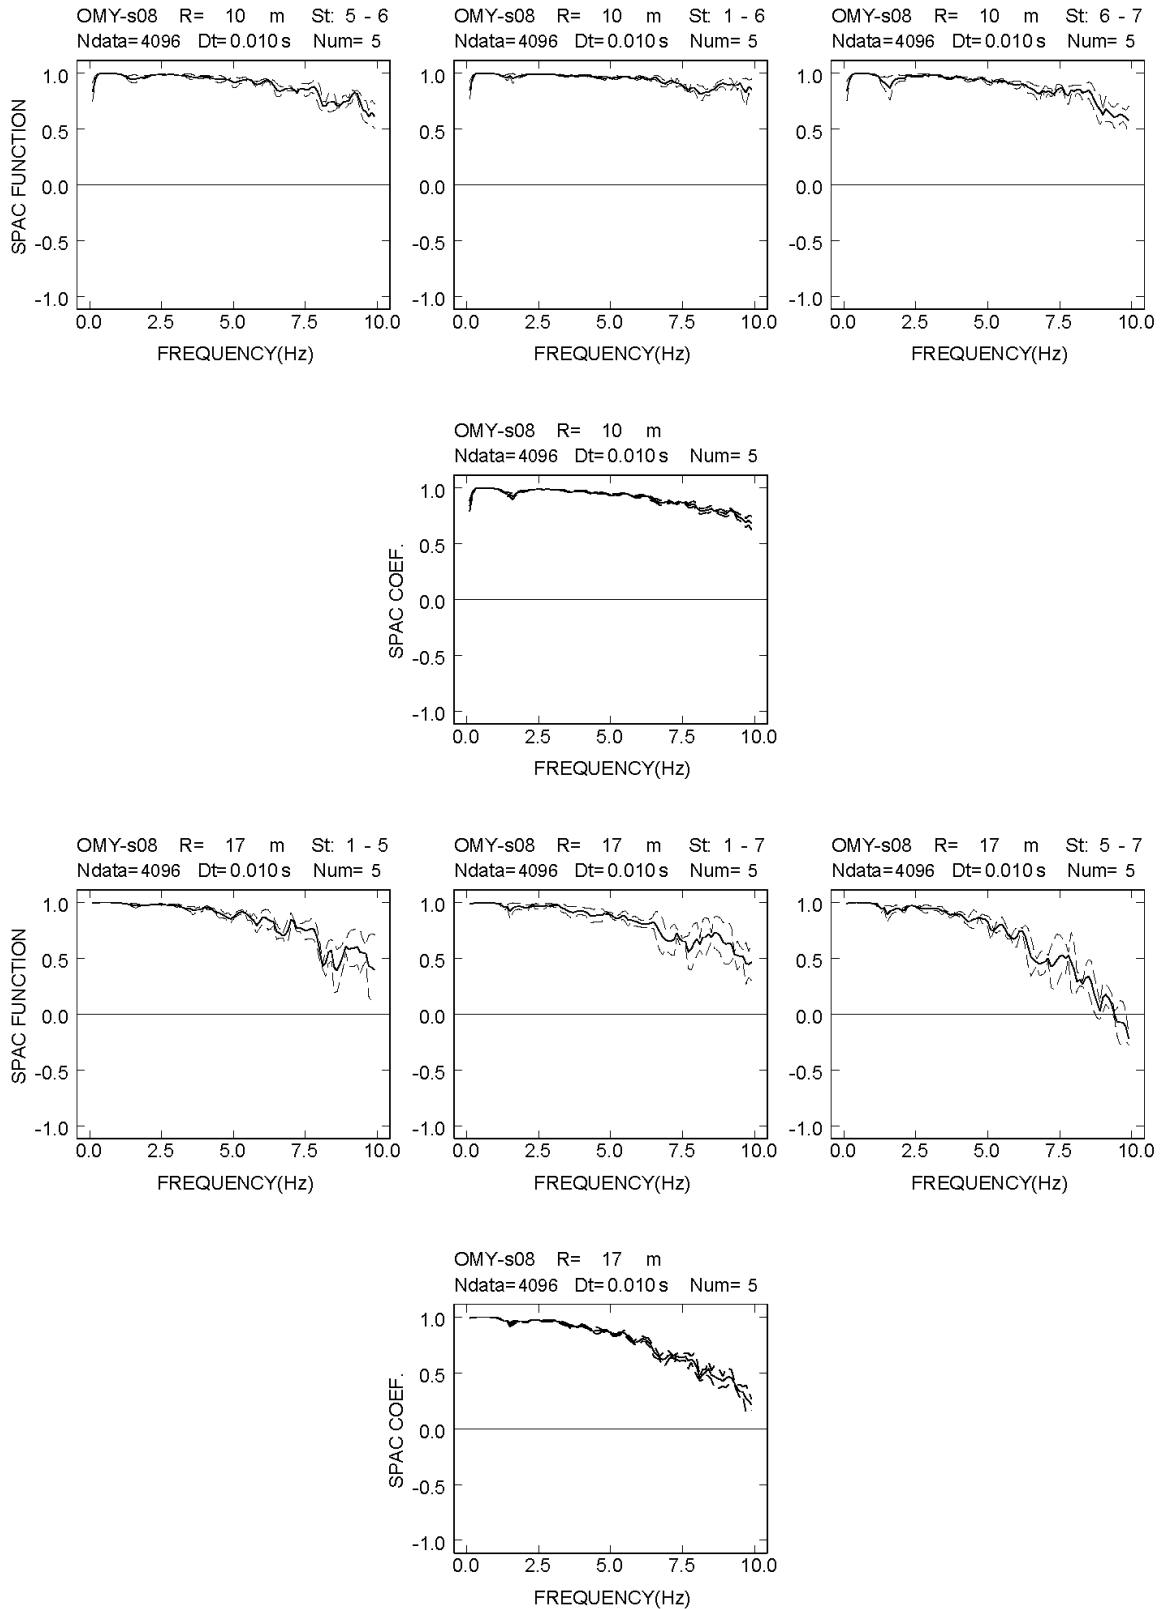 OMY-s08 R= 10 m St: 5 - 6
Ndata=4096 Dt=0.010 s Num= 5
OMY-s08 R= 10 m St: 1 - 6
Ndata=4096 Dt=0.010 s Num= 5
OMY-s08 R= 10 m St: 6 - 7
Ndata=4096 Dt=0.010 s Num= 5
SPAC FUNCTION
1.0
0.5
0.0
-0.5
-1.0
0.0 2.5 5.0 7.5 10.0
FREQUENCY(Hz)
1.0
0.5
0.0
-0.5
-1.0
0.0 2.5 5.0 7.5 10.0
FREQUENCY(Hz)
1.0
0.5
0.0
-0.5
-1.0
0.0 2.5 5.0 7.5 10.0
FREQUENCY(Hz)
OMY-s08 R= 10 m
Ndata=4096 Dt=0.010 s Num= 5
SPAC COEF.
1.0
0.5
0.0
-0.5
-1.0
0.0 2.5 5.0 7.5 10.0
FREQUENCY(Hz)
OMY-s08 R= 17 m St: 1 - 5
Ndata=4096 Dt=0.010 s Num= 5
OMY-s08 R= 17 m St: 1 - 7
Ndata=4096 Dt=0.010 s Num= 5
OMY-s08 R= 17 m St: 5 - 7
Ndata=4096 Dt=0.010 s Num= 5
SPAC FUNCTION
1.0
0.5
0.0
-0.5
-1.0
0.0 2.5 5.0 7.5 10.0
FREQUENCY(Hz)
1.0
0.5
0.0
-0.5
-1.0
0.0 2.5 5.0 7.5 10.0
FREQUENCY(Hz)
1.0
0.5
0.0
-0.5
-1.0
0.0 2.5 5.0 7.5 10.0
FREQUENCY(Hz)
OMY-s08 R= 17 m
Ndata=4096 Dt=0.010 s Num= 5
SPAC COEF.
1.0
0.5
0.0
-0.5
-1.0
0.0 2.5 5.0 7.5 10.0
FREQUENCY(Hz)